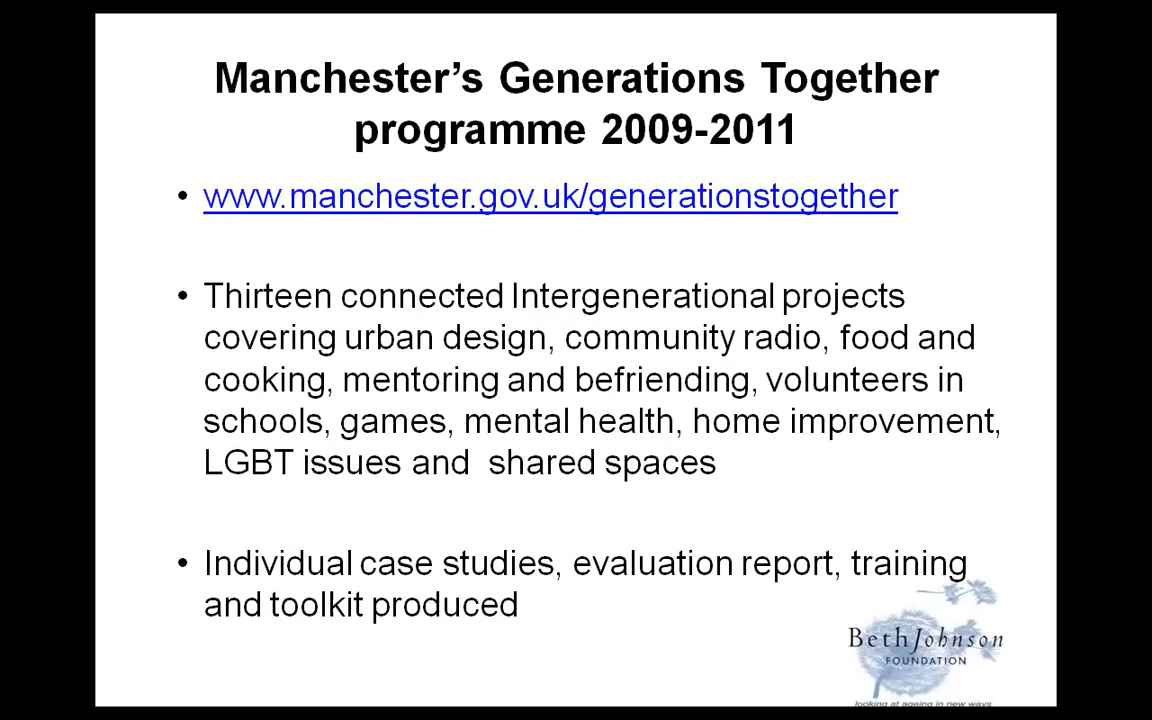 Manchester’s Generations Together
programme 2009-2011
• www.manchester.gov.uk/generationstogether
• Thirteen connected Intergenerational projects
covering urban design, community radio, food and
cooking, mentoring and befriending, volunteers in
schools, games, mental health, home improvement,
LGBT issues and shared spaces
• Individual case studies, evaluation report, training
and toolkit produced
Beth Johnson
FOUNDATION
looking at ageing in new ways